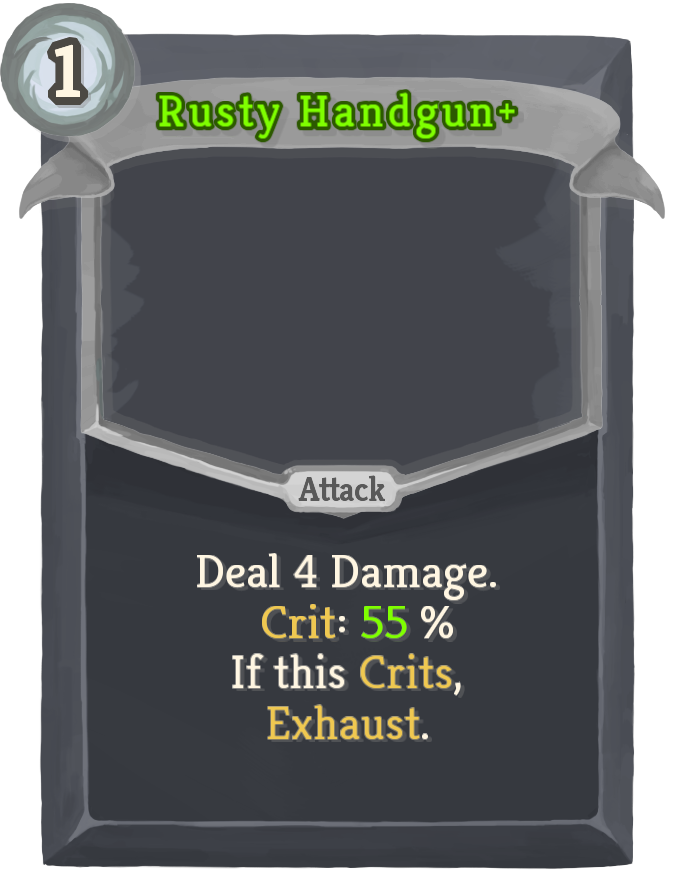 1
Rusty Handgun+
Attack
Deal 4 Damage.
Crit: 55 %
If this Crits,
Exhaust.